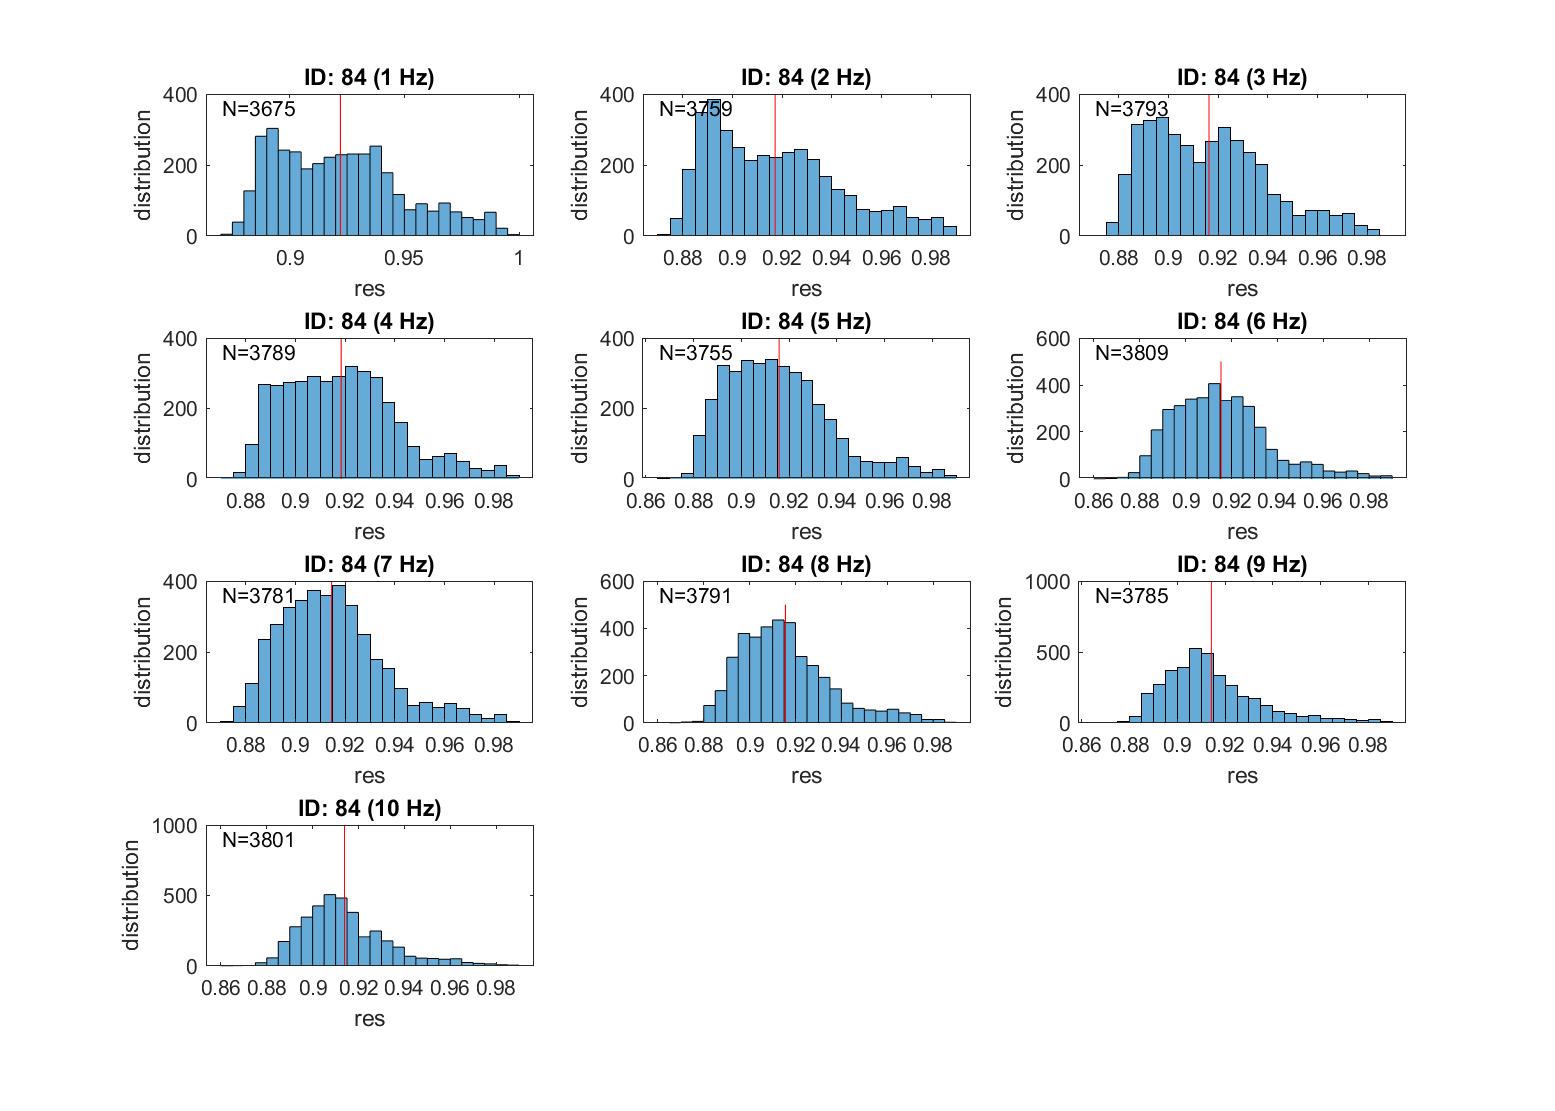 ID: 84 (1 Hz)
N=3675
400
200
0
distribution
0.9 0.95 1
res
ID: 84 (2 Hz)
N=3759
400
200
0
distribution
0.88 0.9 0.92 0.94 0.96 0.98
res
ID: 84 (3 Hz)
N=3793
400
200
0
distribution
0.88 0.9 0.92 0.94 0.96 0.98
res
ID: 84 (4 Hz)
N=3789
400
200
0
distribution
0.88 0.9 0.92 0.94 0.96 0.98
res
ID: 84 (5 Hz)
N=3755
400
200
0
distribution
0.86 0.88 0.9 0.92 0.94 0.96 0.98
res
ID: 84 (6 Hz)
N=3809
600
400
200
0
distribution
0.86 0.88 0.9 0.92 0.94 0.96 0.98
res
ID: 84 (7 Hz)
N=3781
400
200
0
distribution
0.88 0.9 0.92 0.94 0.96 0.98
res
ID: 84 (8 Hz)
N=3791
600
400
200
0
distribution
0.86 0.88 0.9 0.92 0.94 0.96 0.98
res
ID: 84 (9 Hz)
N=3785
1000
500
0
distribution
0.86 0.88 0.9 0.92 0.94 0.96 0.98
res
ID: 84 (10 Hz)
N=3801
1000
500
0
distribution
0.86 0.88 0.9 0.92 0.94 0.96 0.98
res